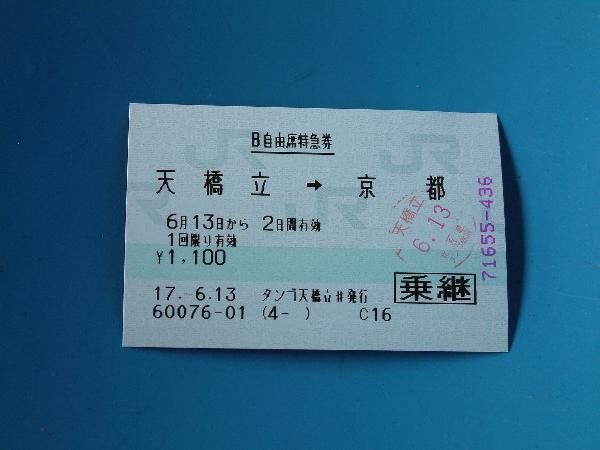 B自由席特急券
天橋立 → 京都
6月13日から 2日間有効
1回限り有効
¥1,100
天橋立
6.13
71655-436
乗継
17.-6.13 タンゴ天橋立#発行
60076-01 (4- ) C16